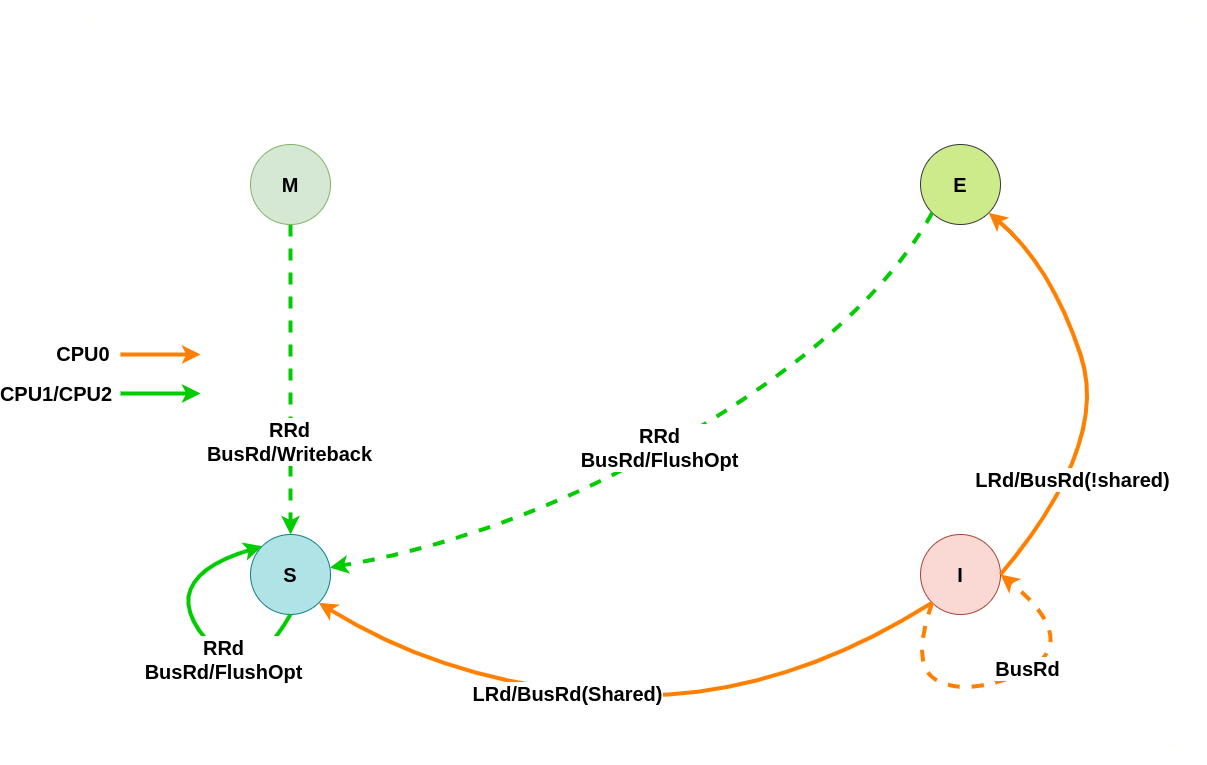 M
E
CPU0
CPU1/CPU2
RRd
BusRd/Writeback
RRd
BusRd/FlushOpt
LRd/BusRd(!shared)
S
I
RRd
BusRd/FlushOpt
BusRd
LRd/BusRd(Shared)